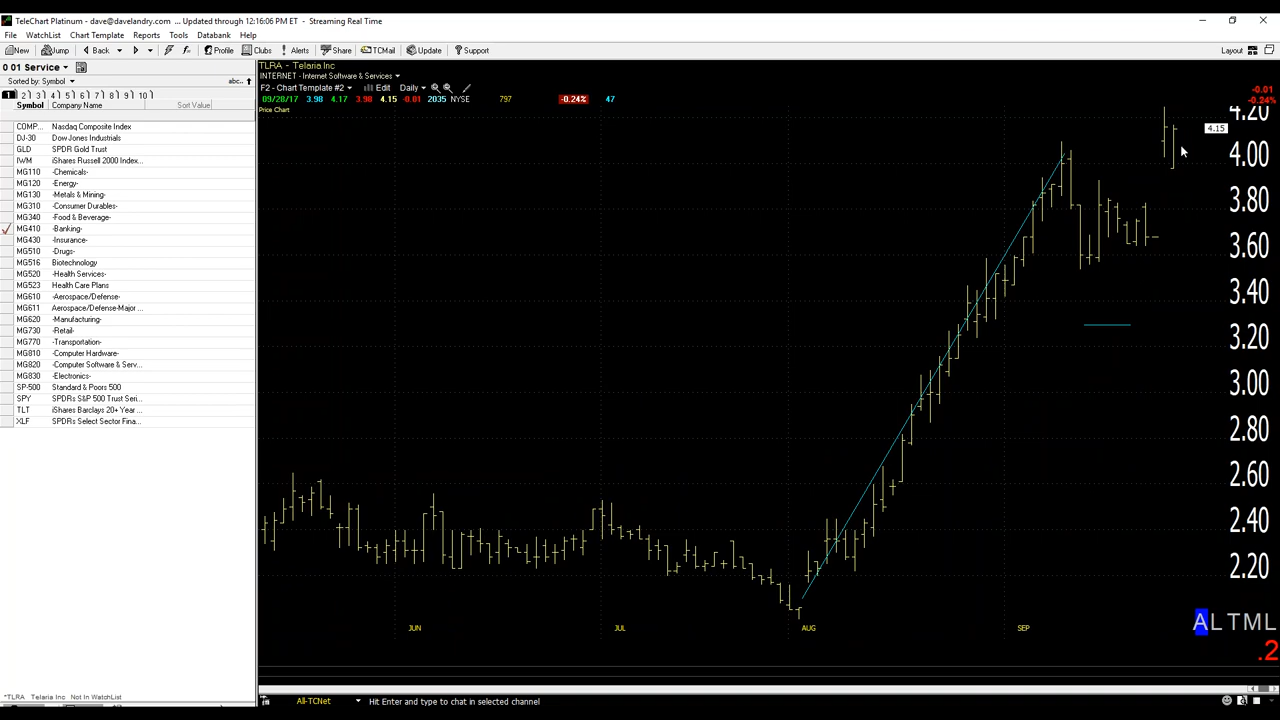 TeleChart Platinum - dave@davelandry.com ... Updated through 12:16:06 PM ET - Streaming Real Time
File WatchList Chart Template Reports Tools Databank Help
New Jump Back Profile Clubs Alerts Share TCMail Update Support Layout
0 01 Service
Sorted by: Symbol abc..
1 2 3 4 5 6 7 8 9 10
Symbol Company Name Sort Value
COMP... Nasdaq Composite Index
DJ-30 Dow Jones Industrials
GLD SPDR Gold Trust
IWM iShares Russell 2000 Index...
MG110 -Chemicals-
MG120 -Energy-
MG130 -Metals & Mining-
MG310 -Consumer Durables-
MG340 -Food & Beverage-
MG410 -Banking-
MG430 -Insurance-
MG510 -Drugs-
MG516 Biotechnology
MG520 -Health Services-
MG523 Health Care Plans
MG610 -Aerospace/Defense-
MG611 Aerospace/Defense-Major ...
MG620 -Manufacturing-
MG730 -Retail-
MG770 -Transportation-
MG810 -Computer Hardware-
MG820 -Computer Software & Serv...
MG830 -Electronics-
SP-500 Standard & Poors 500
SPY SPDRs S&P 500 Trust Seri...
TLT iShares Barclays 20+ Year ...
XLF SPDRs Select Sector Fina...
*TLRA Telaria Inc Not In WatchList
TLRA - Telaria Inc
INTERNET - Internet Software & Services
F2 - Chart Template #2 Edit Daily
09/28/17 3.98 4.17 3.98 4.15 -0.01 2035 NYSE 797 -0.24% 47
Price Chart
-0.01
-0.24%
4.20
4.15
4.00
3.80
3.60
3.40
3.20
3.00
2.80
2.60
2.40
2.20
JUN JUL AUG SEP
ALTML
.2
All-TCNet Hit Enter and type to chat in selected channel